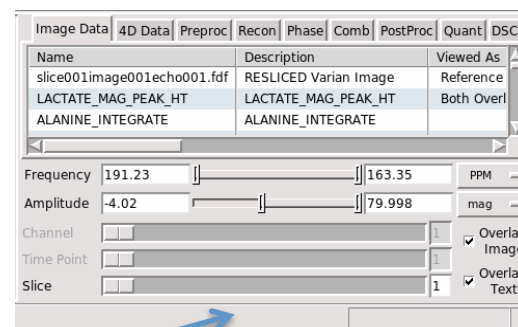 Image Data 4D Data Preproc Recon Phase Comb PostProc Quant DSC
Name Description Viewed As
slice001image001echo001.fdf RESLICED Varian Image Reference
LACTATE_MAG_PEAK_HT LACTATE_MAG_PEAK_HT Both Overl
ALANINE_INTEGRATE ALANINE_INTEGRATE
Frequency 191.23 163.35 PPM
Amplitude -4.02 79.998 mag
Channel 1 Overla
Imag
Time Point 1
Overla
Slice 1 Text